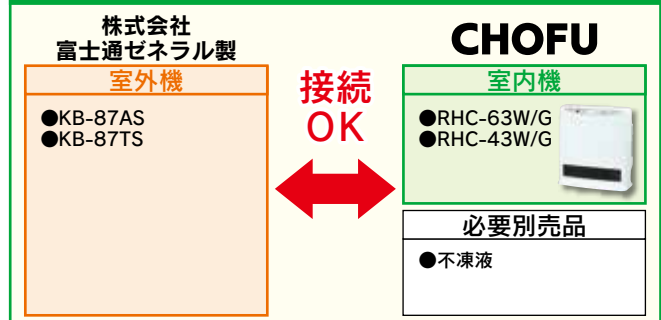 株式会社
富士通ゼネラル製
室外機
●KB-87AS
●KB-87TS
接続
OK
CHOFU
室内機
●RHC-63W/G
●RHC-43W/G
必要別売品
●不凍液